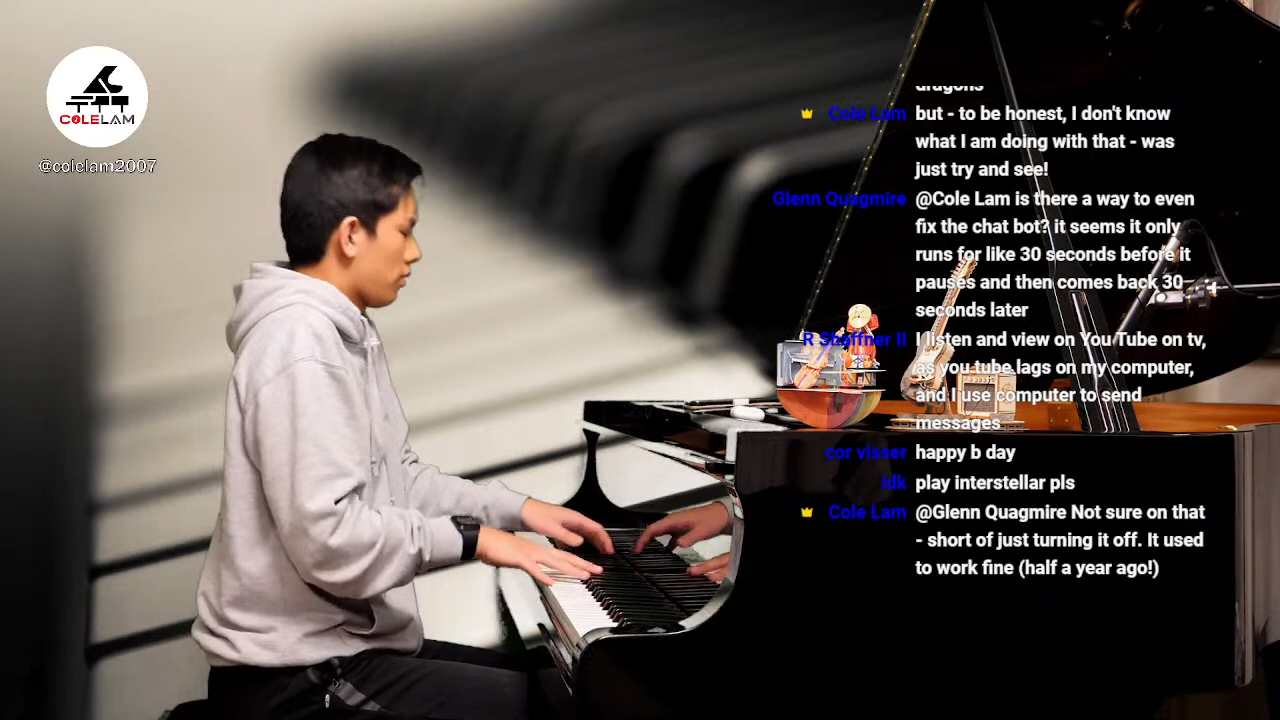 COLELAM
@colelam2007
dragons
Cole Lam but - to be honest, I don't know
what I am doing with that - was
just try and see!
Glenn Quagmire @Cole Lam is there a way to even
fix the chat bot? it seems it only
runs for like 30 seconds before it
pauses and then comes back 30
seconds later
R Shaffner II I listen and view on You Tube on tv,
as you tube lags on my computer,
and I use computer to send
messages
cor visser happy b day
idk play interstellar pls
Cole Lam @Glenn Quagmire Not sure on that
- short of just turning it off. It used
to work fine (half a year ago!)